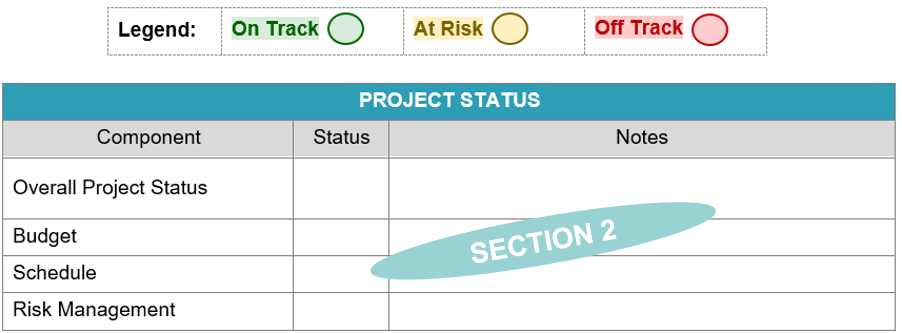 Legend: On Track At Risk Off Track
PROJECT STATUS
Component Status Notes
Overall Project Status
Budget
SECTION 2
Schedule
Risk Management